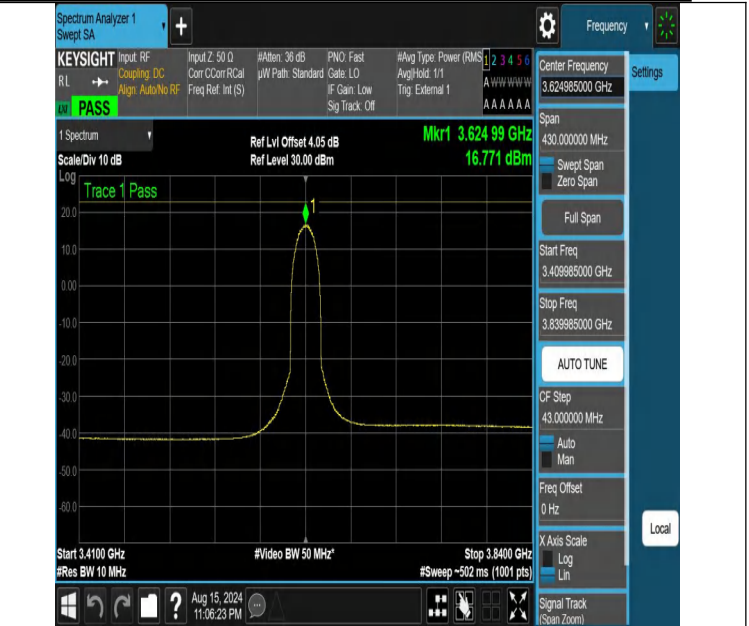 Spectrum Analyzer 1
Swept SA
+
Frequency
KEYSIGHT
RL
LXI
PASS
Input: RF
Coupling: DC
Align: Auto/No RF
Input Z: 50 Ω
Corr CCorr RCal
Freq Ref: Int (S)
#Atten: 36 dB
µW Path: Standard
PNO: Fast
Gate: LO
IF Gain: Low
Sig Track: Off
#Avg Type: Power (RMS
Avg|Hold: 1/1
Trig: External 1
1 2 3 4 5 6
A W W W W W
A A A A A A
1 Spectrum
Scale/Div 10 dB
Ref Lvl Offset 4.05 dB
Ref Level 30.00 dBm
Mkr1 3.624 99 GHz
16.771 dBm
Log
Trace 1 Pass
1
20.0
10.0
0.00
-10.0
-20.0
-30.0
-40.0
-50.0
-60.0
Start 3.4100 GHz
#Res BW 10 MHz
#Video BW 50 MHz*
Stop 3.8400 GHz
#Sweep ~502 ms (1001 pts)
?
Aug 15, 2024
11:06:23 PM
Center Frequency
3.624985000 GHz
Settings
Span
430.000000 MHz
Swept Span
Zero Span
Full Span
Start Freq
3.409985000 GHz
Stop Freq
3.839985000 GHz
AUTO TUNE
CF Step
43.000000 MHz
Auto
Man
Freq Offset
0 Hz
Local
X Axis Scale
Log
Lin
Signal Track
(Span Zoom)